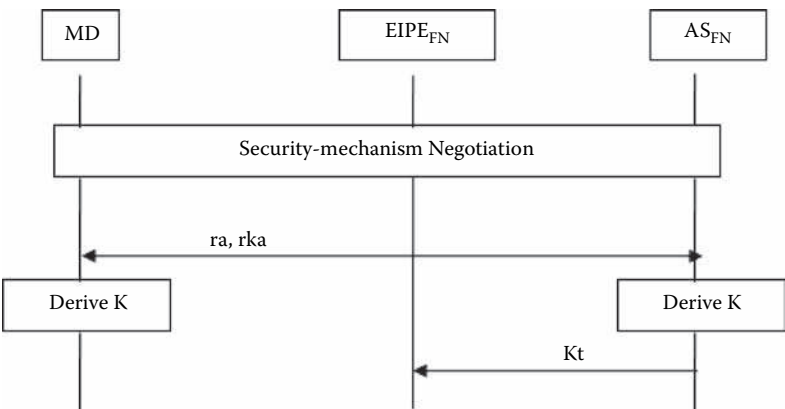 MD
EIPE_FN
AS_FN
Security-mechanism Negotiation
ra, rka
Derive K
Derive K
Kt